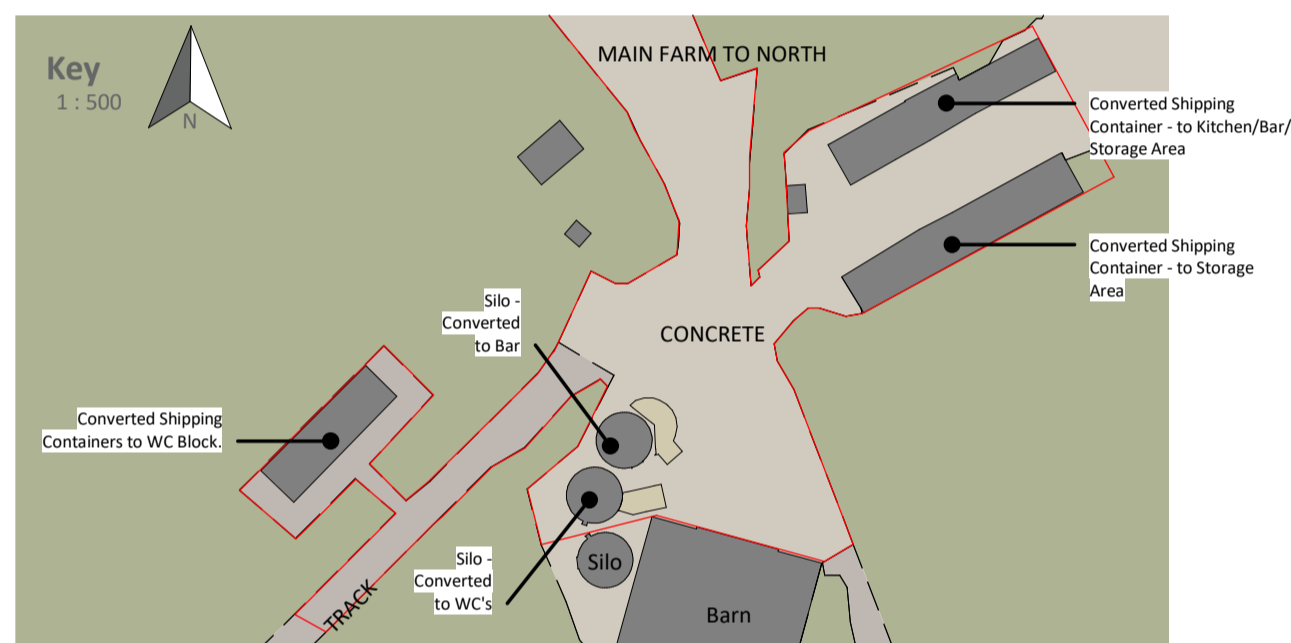 MAIN FARM TO NORTH
Key
1 : 500
N
Converted Shipping
Container - to Kitchen/Bar/
Storage Area
Converted Shipping
Container - to Storage
Area
Silo -
Converted
to Bar
CONCRETE
Converted Shipping
Containers to WC Block.
Silo -
Converted
to WC's
Silo
TRACK
Barn